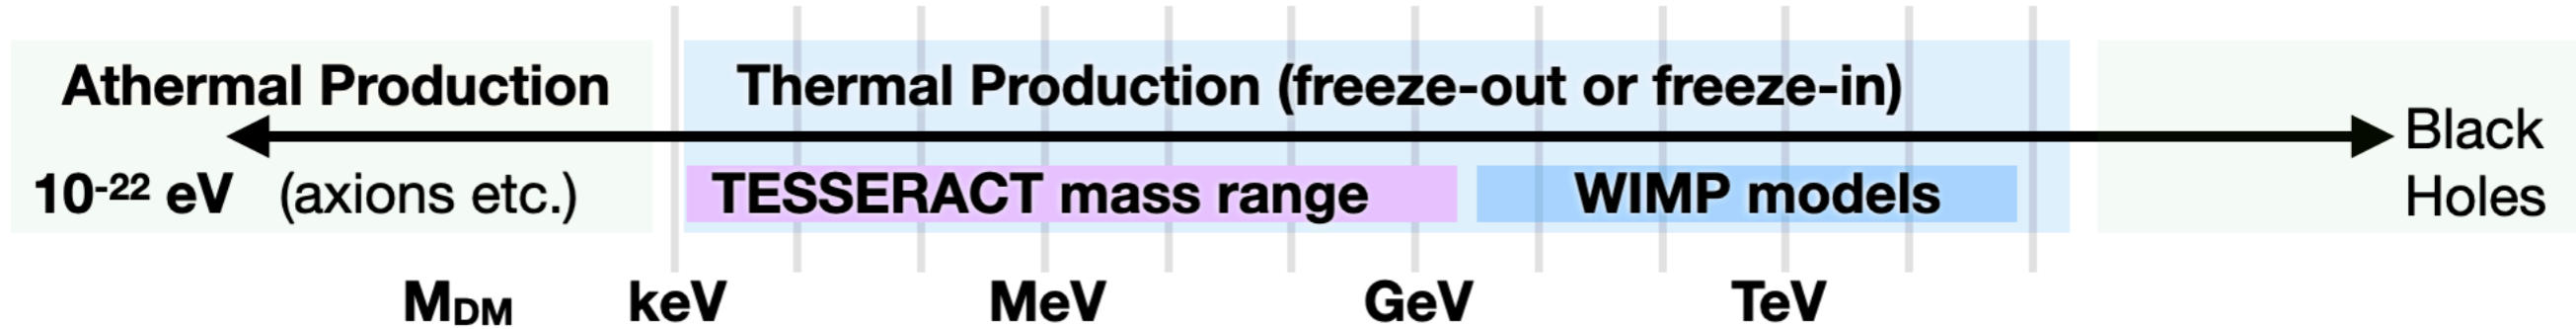 Athermal Production
Thermal Production (freeze-out or freeze-in)
Black
Holes
10⁻²² eV (axions etc.)
TESSERACT mass range
WIMP models
M_DM
keV
MeV
GeV
TeV